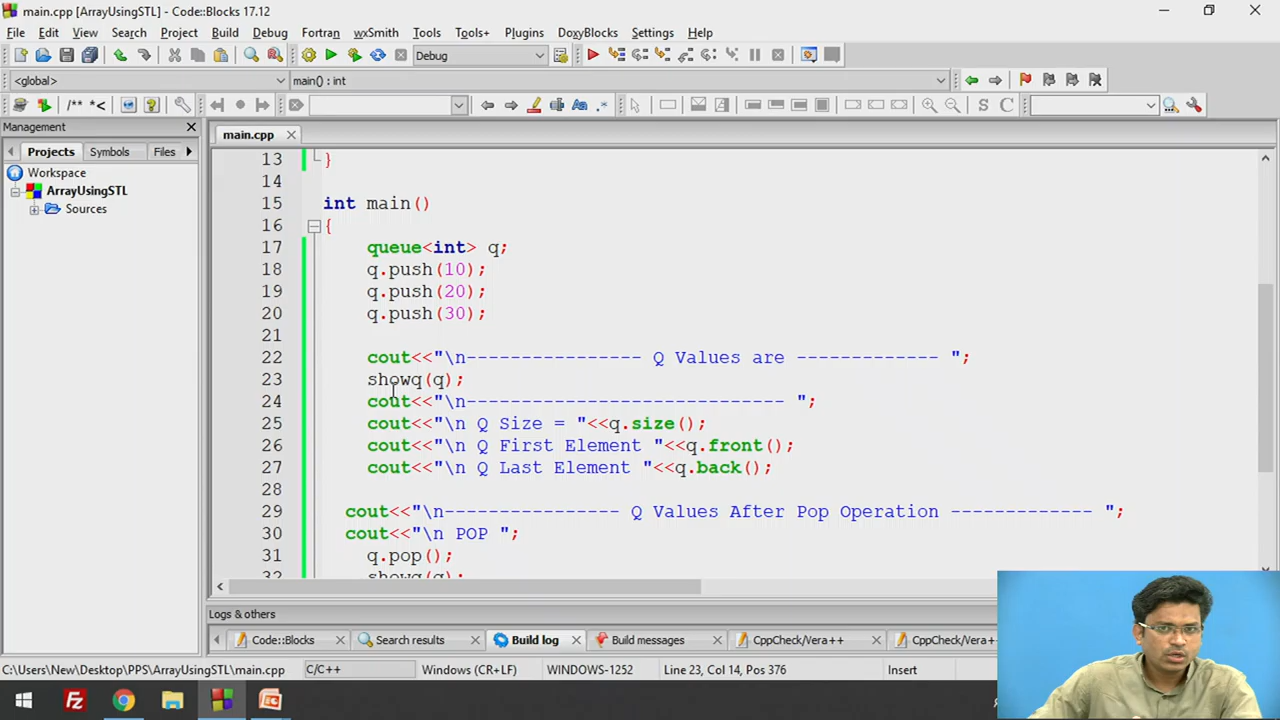 main.cpp [ArrayUsingSTL] - Code::Blocks 17.12
File Edit View Search Project Build Debug Fortran wxSmith Tools Tools+ Plugins DoxyBlocks Settings Help
Debug
<global> main() : int
/** *<
S C
Management
main.cpp
Projects Symbols Files
Workspace
ArrayUsingSTL
Sources
13 }
14
15 int main()
16 {
17 queue<int> q;
18 q.push(10);
19 q.push(20);
20 q.push(30);
21
22 cout<<"\n---------------- Q Values are ------------- ";
23 showq(q);
24 cout<<"\n----------------------------- ";
25 cout<<"\n Q Size = "<<q.size();
26 cout<<"\n Q First Element "<<q.front();
27 cout<<"\n Q Last Element "<<q.back();
28
29 cout<<"\n---------------- Q Values After Pop Operation ------------- ";
30 cout<<"\n POP ";
31 q.pop();
32 showq(q);
Logs & others
Code::Blocks Search results Build log Build messages CppCheck/Vera++ CppCheck/Vera+
C:\Users\New\Desktop\PPS\ArrayUsingSTL\main.cpp C/C++ Windows (CR+LF) WINDOWS-1252 Line 23, Col 14, Pos 376 Insert